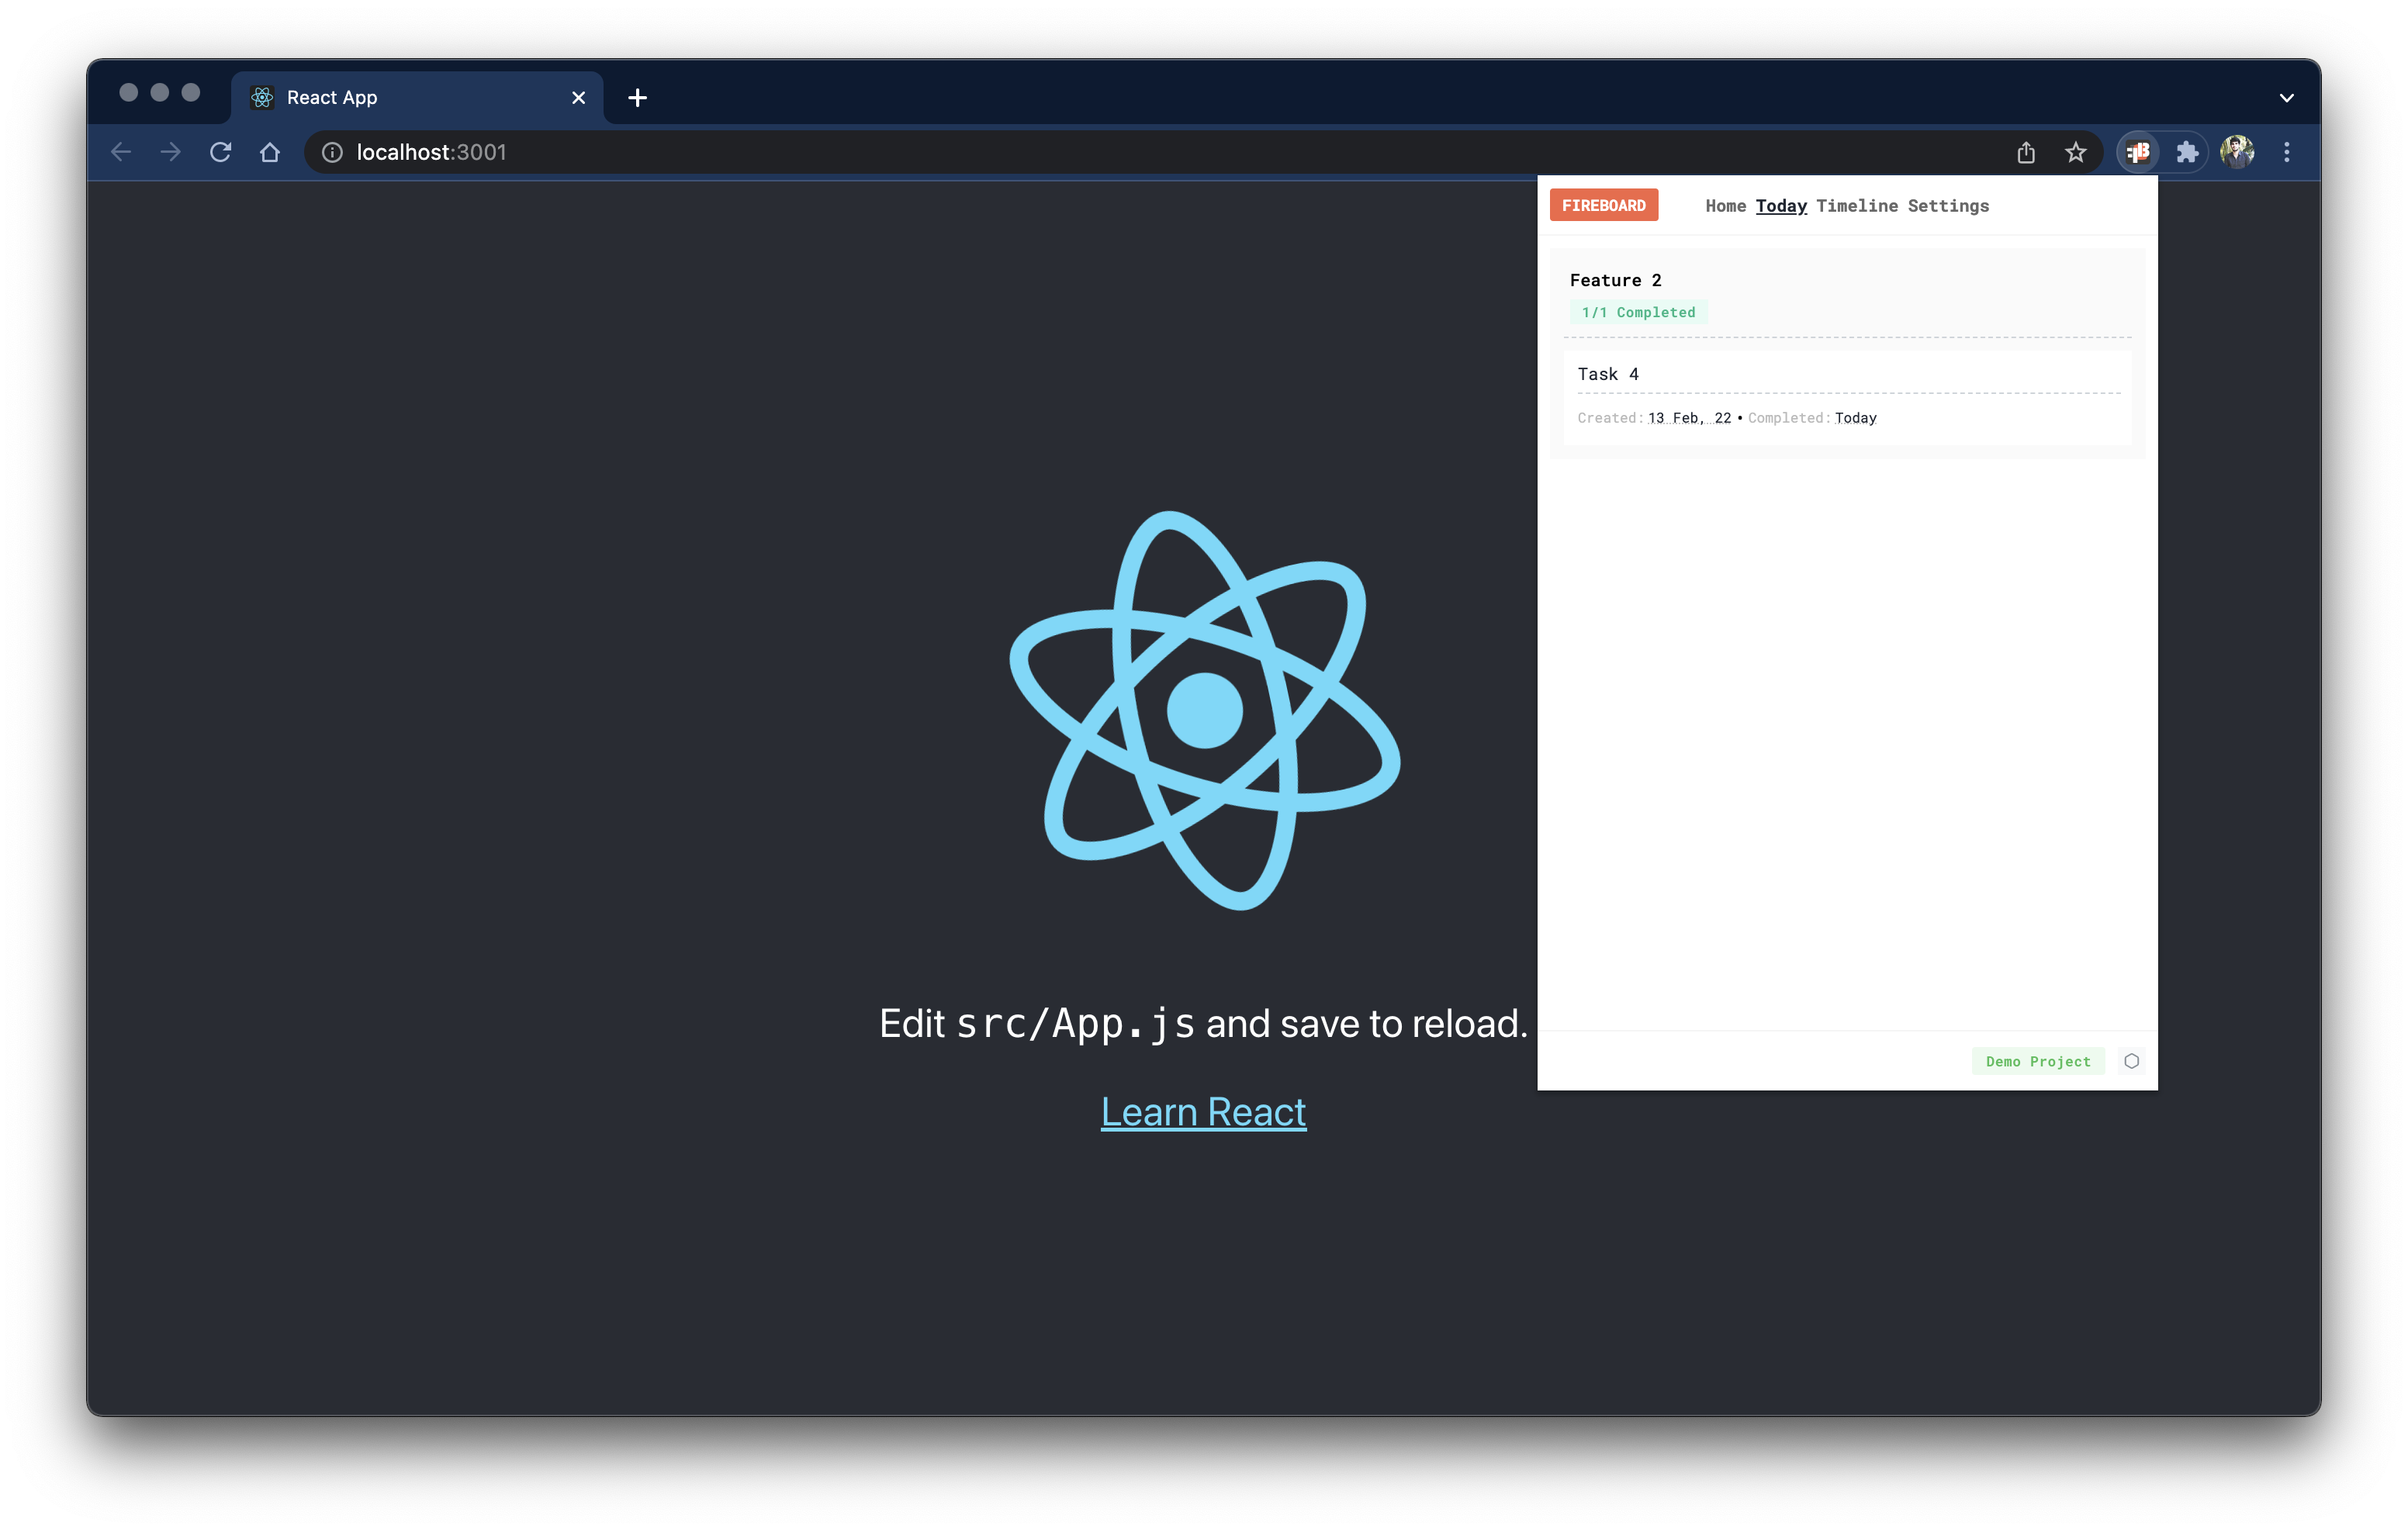 React App
localhost:3001
FIREBOARD Home Today Timeline Settings
Feature 2
1/1 Completed
Task 4
Created: 13 Feb, 22 • Completed: Today
Edit src/App.js and save to reload.
Learn React
Demo Project